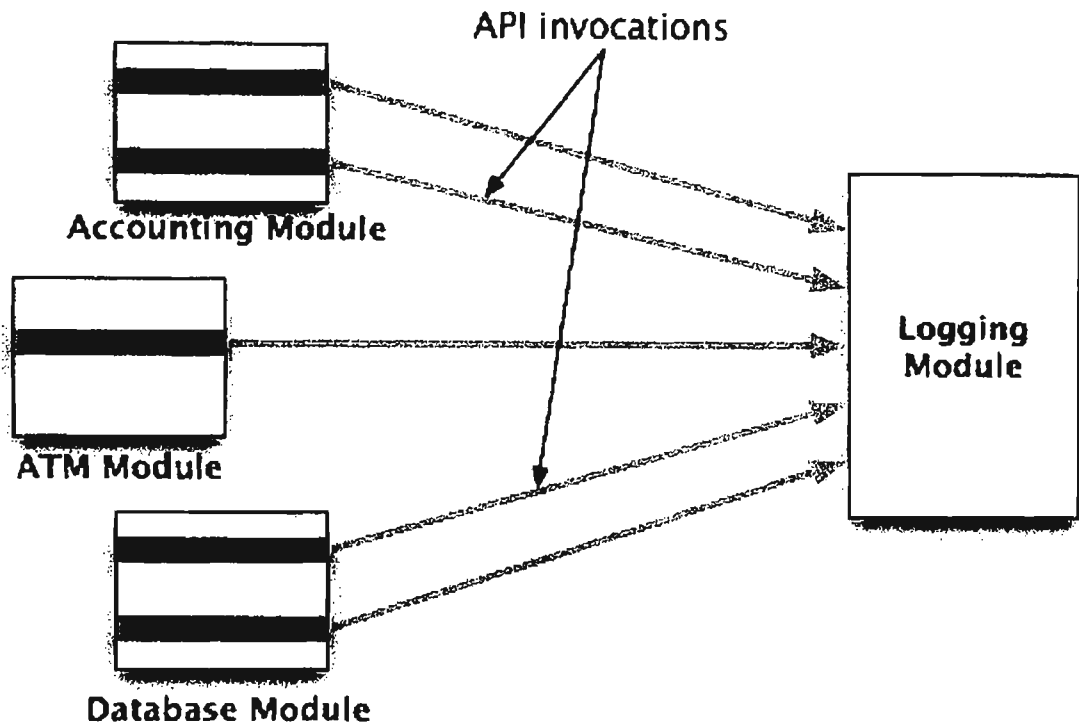 API invocations
Accounting Module
Logging
Module
ATM Module
Database Module